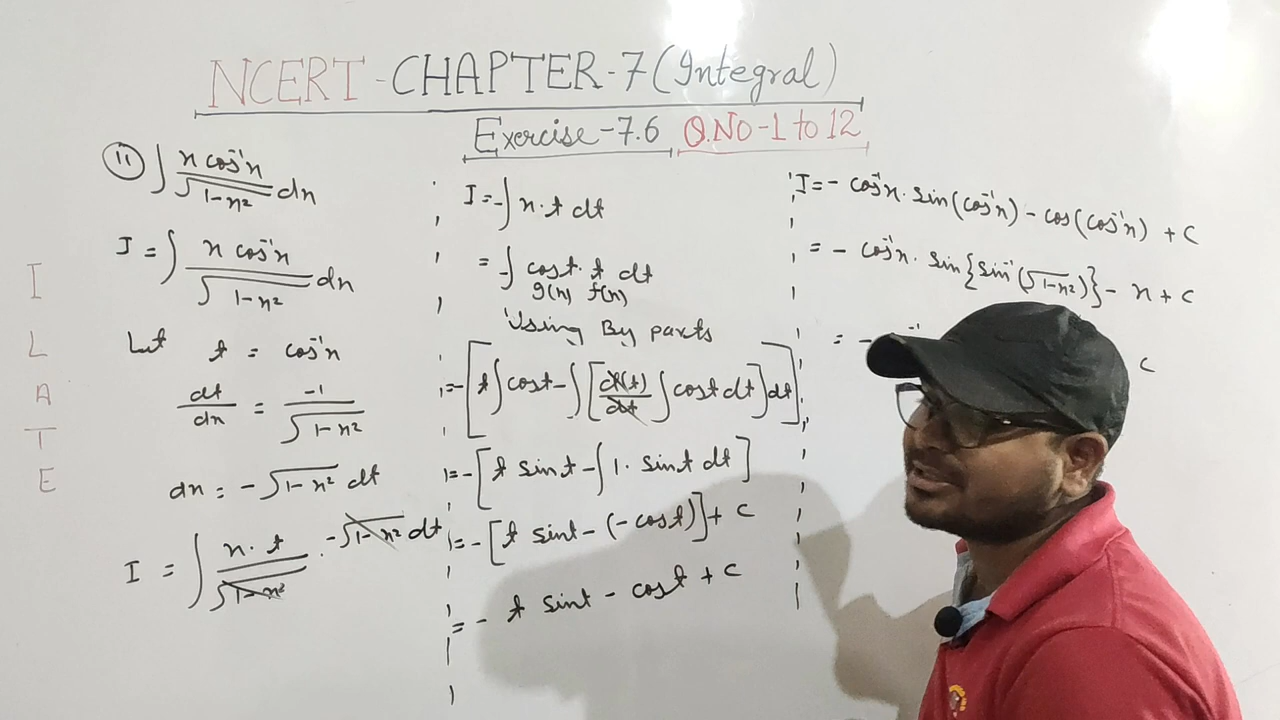 NCERT-CHAPTER-7(Integral)
Exercise-7.6 Q.NO-1 to 12
I
L
A
T
E
⑪ ∫ x cos⁻¹x / √1-x² dx
I = ∫ x cos⁻¹x / √1-x² dx
Let t = cos⁻¹x
dt/dx = -1/√1-x²
dx = -√1-x² dt
I = ∫ x·t / √1-x² · -√1-x² dt
I = -∫ x·t dt
= -∫ cost·t dt
g(x) f(x)
Using By parts
= -[t∫cost-∫[d(t)/dt ∫cost dt]dt]
= -[t sint-∫1· sint dt]
= -[t sint-(-cost)]+ c
= - t sint - cost + c
I = - cos⁻¹x· sin(cos⁻¹x) - cos(cos⁻¹x) + c
= - cos⁻¹x· sin{sin⁻¹(√1-x²)} - x + c
= - c